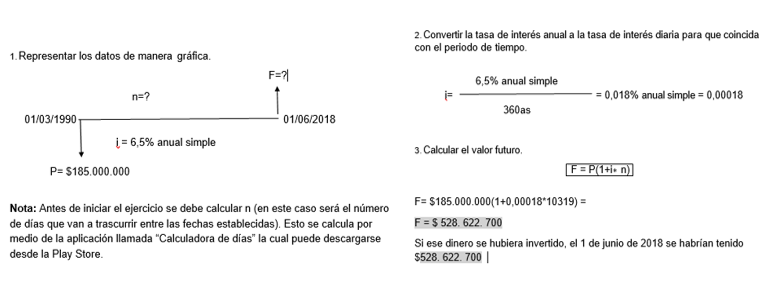 1. Representar los datos de manera gráfica.
F=?
n=?
01/03/1990
01/06/2018
i = 6,5% anual simple
P= $185.000.000
Nota: Antes de iniciar el ejercicio se debe calcular n (en este caso será el número
de días que van a trascurrir entre las fechas establecidas). Esto se calcula por
medio de la aplicación llamada “Calculadora de días” la cual puede descargarse
desde la Play Store.
2. Convertir la tasa de interés anual a la tasa de interés diaria para que coincida
con el periodo de tiempo.
6,5% anual simple
i= = 0,018% anual simple = 0,00018
360as
3. Calcular el valor futuro.
F = P(1+i* n)
F= $185.000.000(1+0,00018*10319) =
F = $ 528. 622. 700
Si ese dinero se hubiera invertido, el 1 de junio de 2018 se habrían tenido
$528. 622. 700